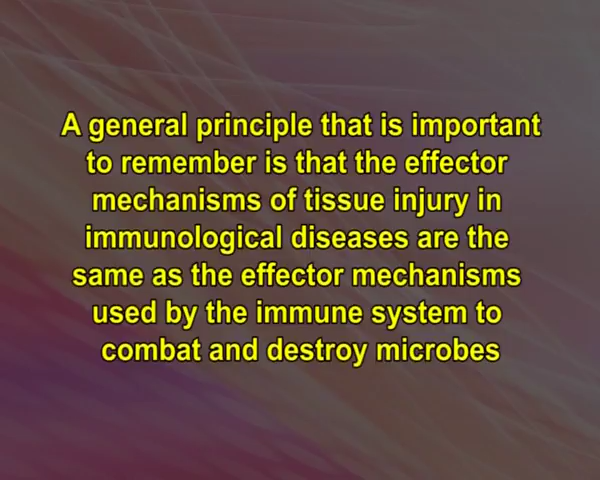 A general principle that is important
to remember is that the effector
mechanisms of tissue injury in
immunological diseases are the
same as the effector mechanisms
used by the immune system to
combat and destroy microbes